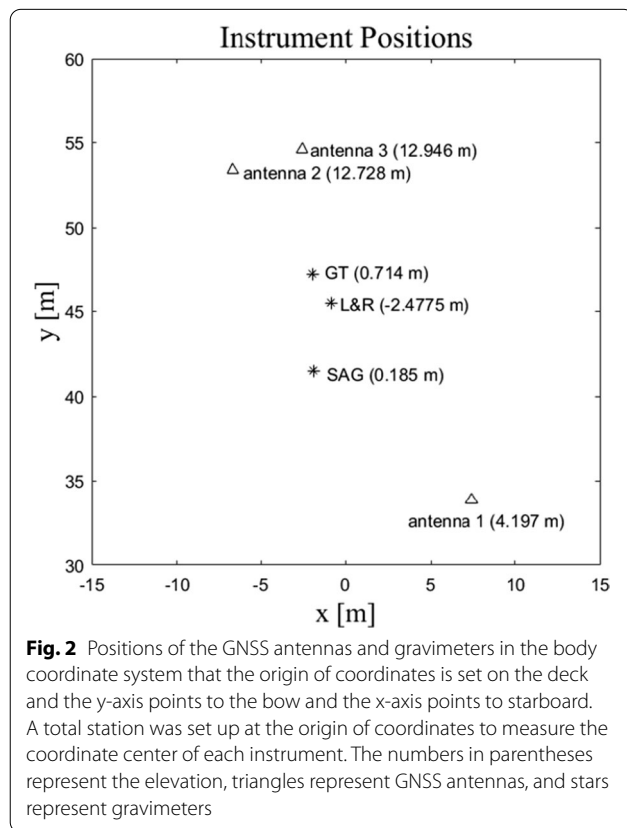 Instrument Positions
60
55
50
45
40
35
30
y [m]
antenna 3 (12.946 m)
antenna 2 (12.728 m)
GT (0.714 m)
L&R (-2.4775 m)
SAG (0.185 m)
antenna 1 (4.197 m)
-15 -10 -5 0 5 10 15
x [m]
Fig. 2 Positions of the GNSS antennas and gravimeters in the body
coordinate system that the origin of coordinates is set on the deck
and the y-axis points to the bow and the x-axis points to starboard.
A total station was set up at the origin of coordinates to measure the
coordinate center of each instrument. The numbers in parentheses
represent the elevation, triangles represent GNSS antennas, and stars
represent gravimeters